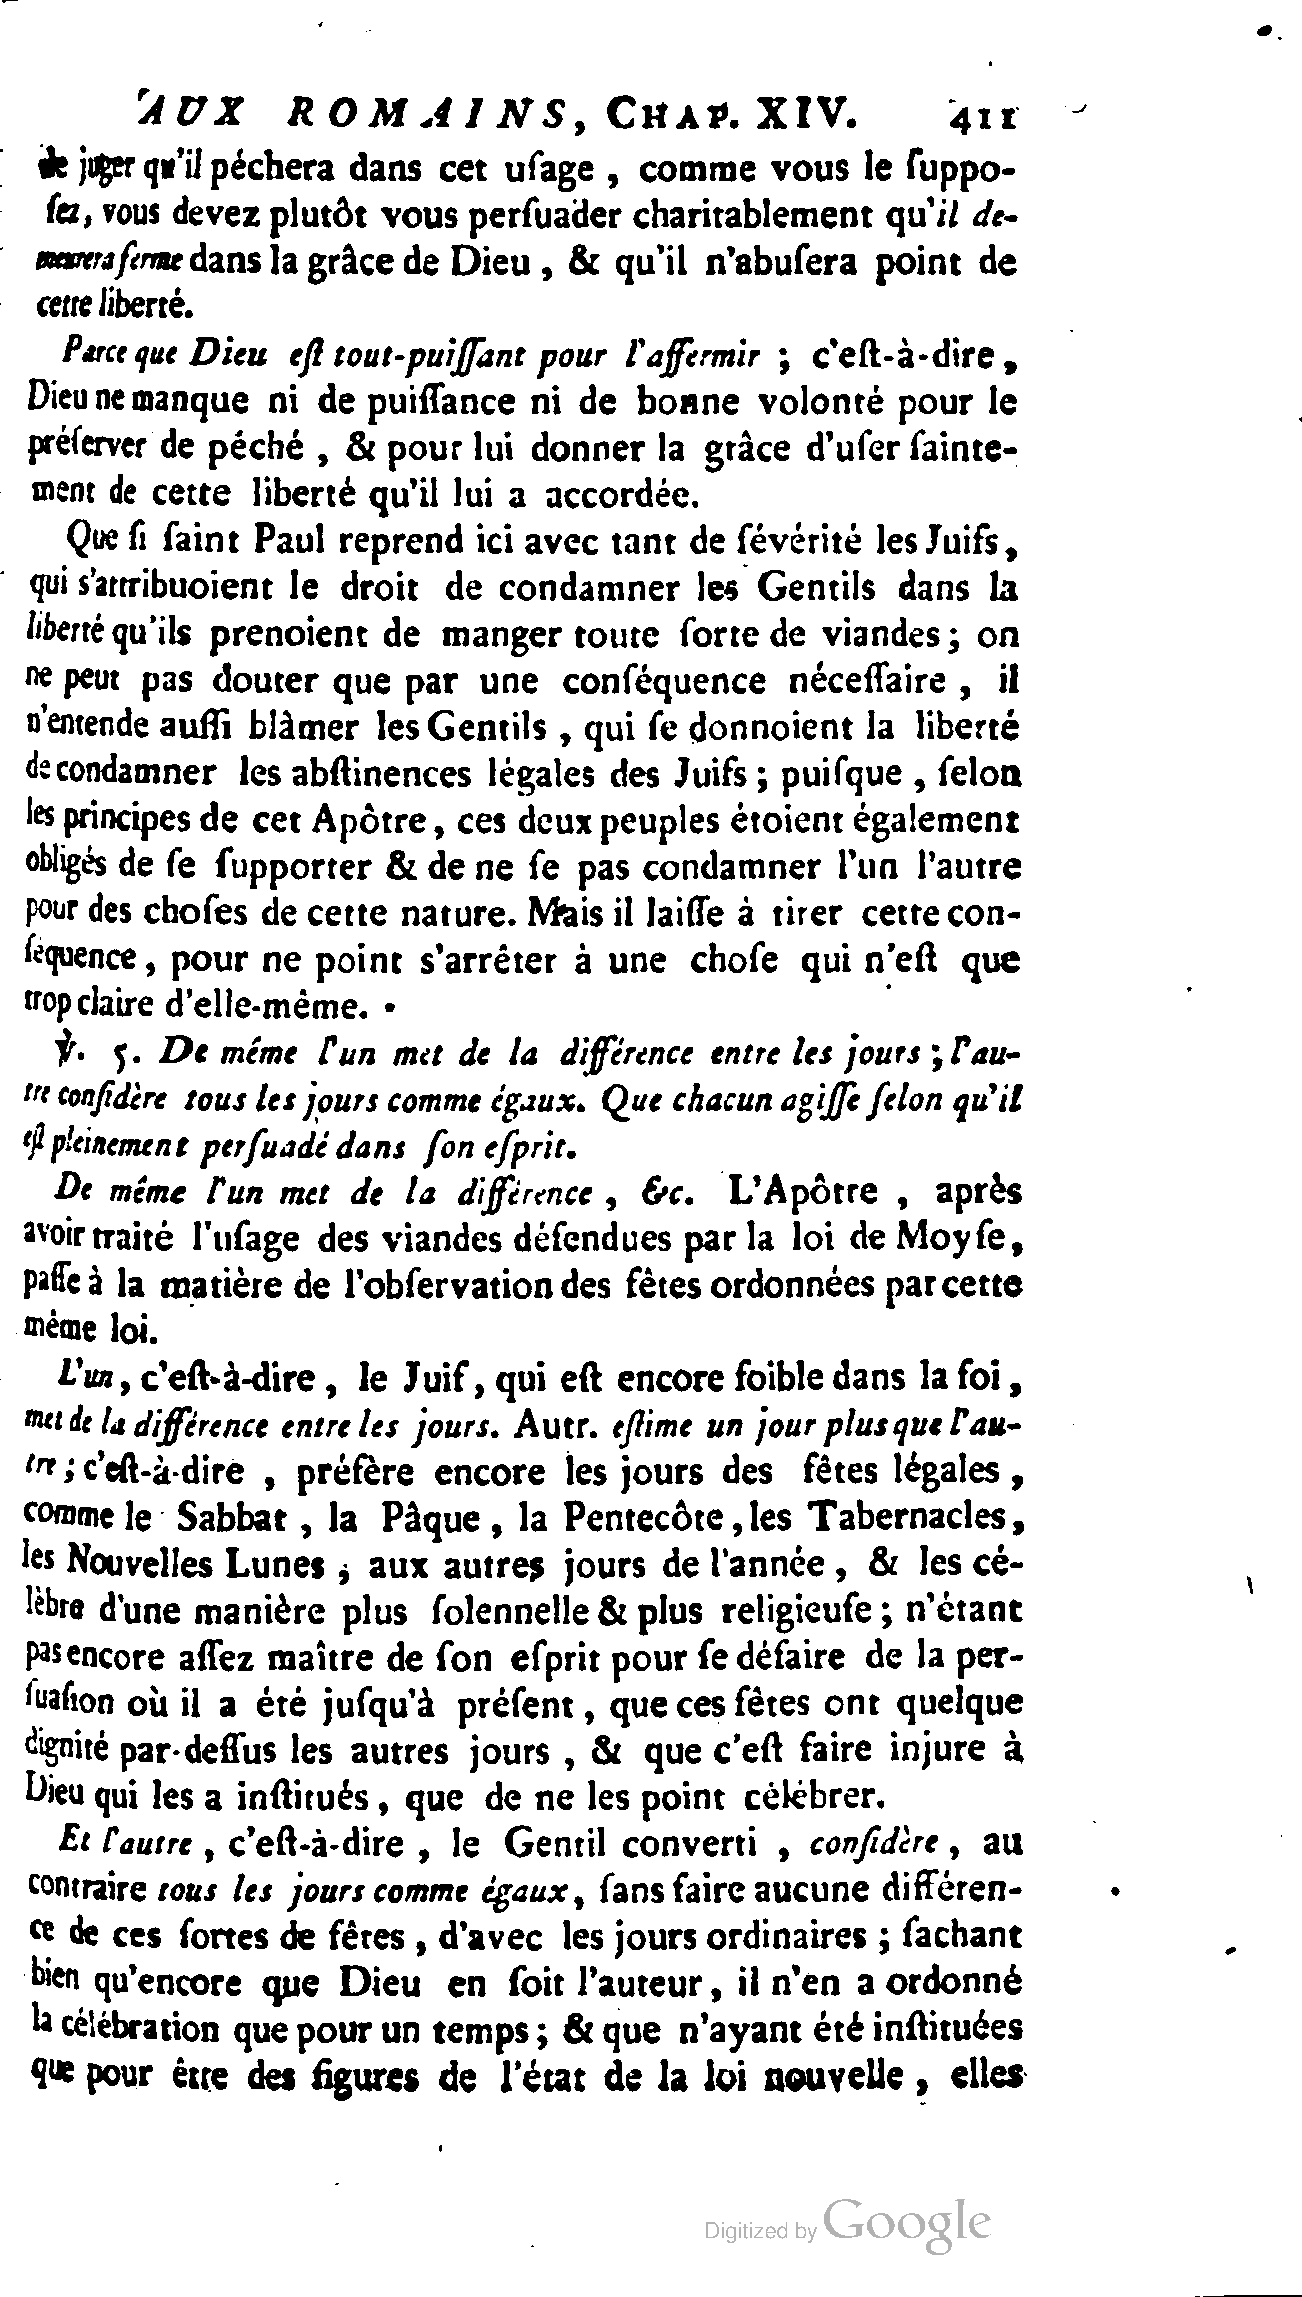 AUX ROMAINS, CHAP. XIV. 411
de juger qu'il péchera dans cet uſage, comme vous le ſuppo-
ſez, vous devez plutôt vous perſuader charitablement qu'il de-
meurera ferme dans la grâce de Dieu, & qu'il n'abuſera point de
cette liberté.
Parce que Dieu eſt tout-puiſſant pour l'affermir; c'eſt-à-dire,
Dieu ne manque ni de puiſſance ni de bonne volonté pour le
préſerver de péché, & pour lui donner la grâce d'uſer ſainte-
ment de cette liberté qu'il lui a accordée.
Que ſi ſaint Paul reprend ici avec tant de ſévérité les Juifs,
qui s'attribuoient le droit de condamner les Gentils dans la
liberté qu'ils prenoient de manger toute ſorte de viandes; on
ne peut pas douter que par une conſéquence néceſſaire, il
n'entende auſſi blâmer les Gentils, qui ſe donnoient la liberté
de condamner les abſtinences légales des Juifs; puiſque, ſelon
les principes de cet Apôtre, ces deux peuples étoient également
obligés de ſe ſupporter & de ne ſe pas condamner l'un l'autre
pour des choſes de cette nature. Mais il laiſſe à tirer cette con-
ſéquence, pour ne point s'arrêter à une choſe qui n'eſt que
trop claire d'elle-même.
℣. 5. De même l'un met de la différence entre les jours; l'au-
tre conſidère tous les jours comme égaux. Que chacun agiſſe ſelon qu'il
eſt pleinement perſuadé dans ſon eſprit.
De même l'un met de la différence, &c. L'Apôtre, après
avoir traité l'uſage des viandes défendues par la loi de Moyſe,
paſſe à la matière de l'obſervation des fêtes ordonnées par cette
même loi.
L'un, c'eſt-à-dire, le Juif, qui eſt encore foible dans la foi,
met de la différence entre les jours. Autr. eſtime un jour plus que l'au-
tre; c'eſt-à-dire, préfère encore les jours des fêtes légales,
comme le Sabbat, la Pâque, la Pentecôte, les Tabernacles,
les Nouvelles Lunes, aux autres jours de l'année, & les cé-
lèbre d'une manière plus ſolennelle & plus religieuſe; n'étant
pas encore aſſez maître de ſon eſprit pour ſe défaire de la per-
ſuaſion où il a été juſqu'à préſent, que ces fêtes ont quelque
dignité par-deſſus les autres jours, & que c'eſt faire injure à
Dieu qui les a inſtitués, que de ne les point célébrer.
Et l'autre, c'eſt-à-dire, le Gentil converti, conſidère, au
contraire tous les jours comme égaux, ſans faire aucune différen-
ce de ces ſortes de fêtes, d'avec les jours ordinaires; ſachant
bien qu'encore que Dieu en ſoit l'auteur, il n'en a ordonné
la célébration que pour un temps; & que n'ayant été inſtituées
que pour être des figures de l'état de la loi nouvelle, elles
Digitized by Google